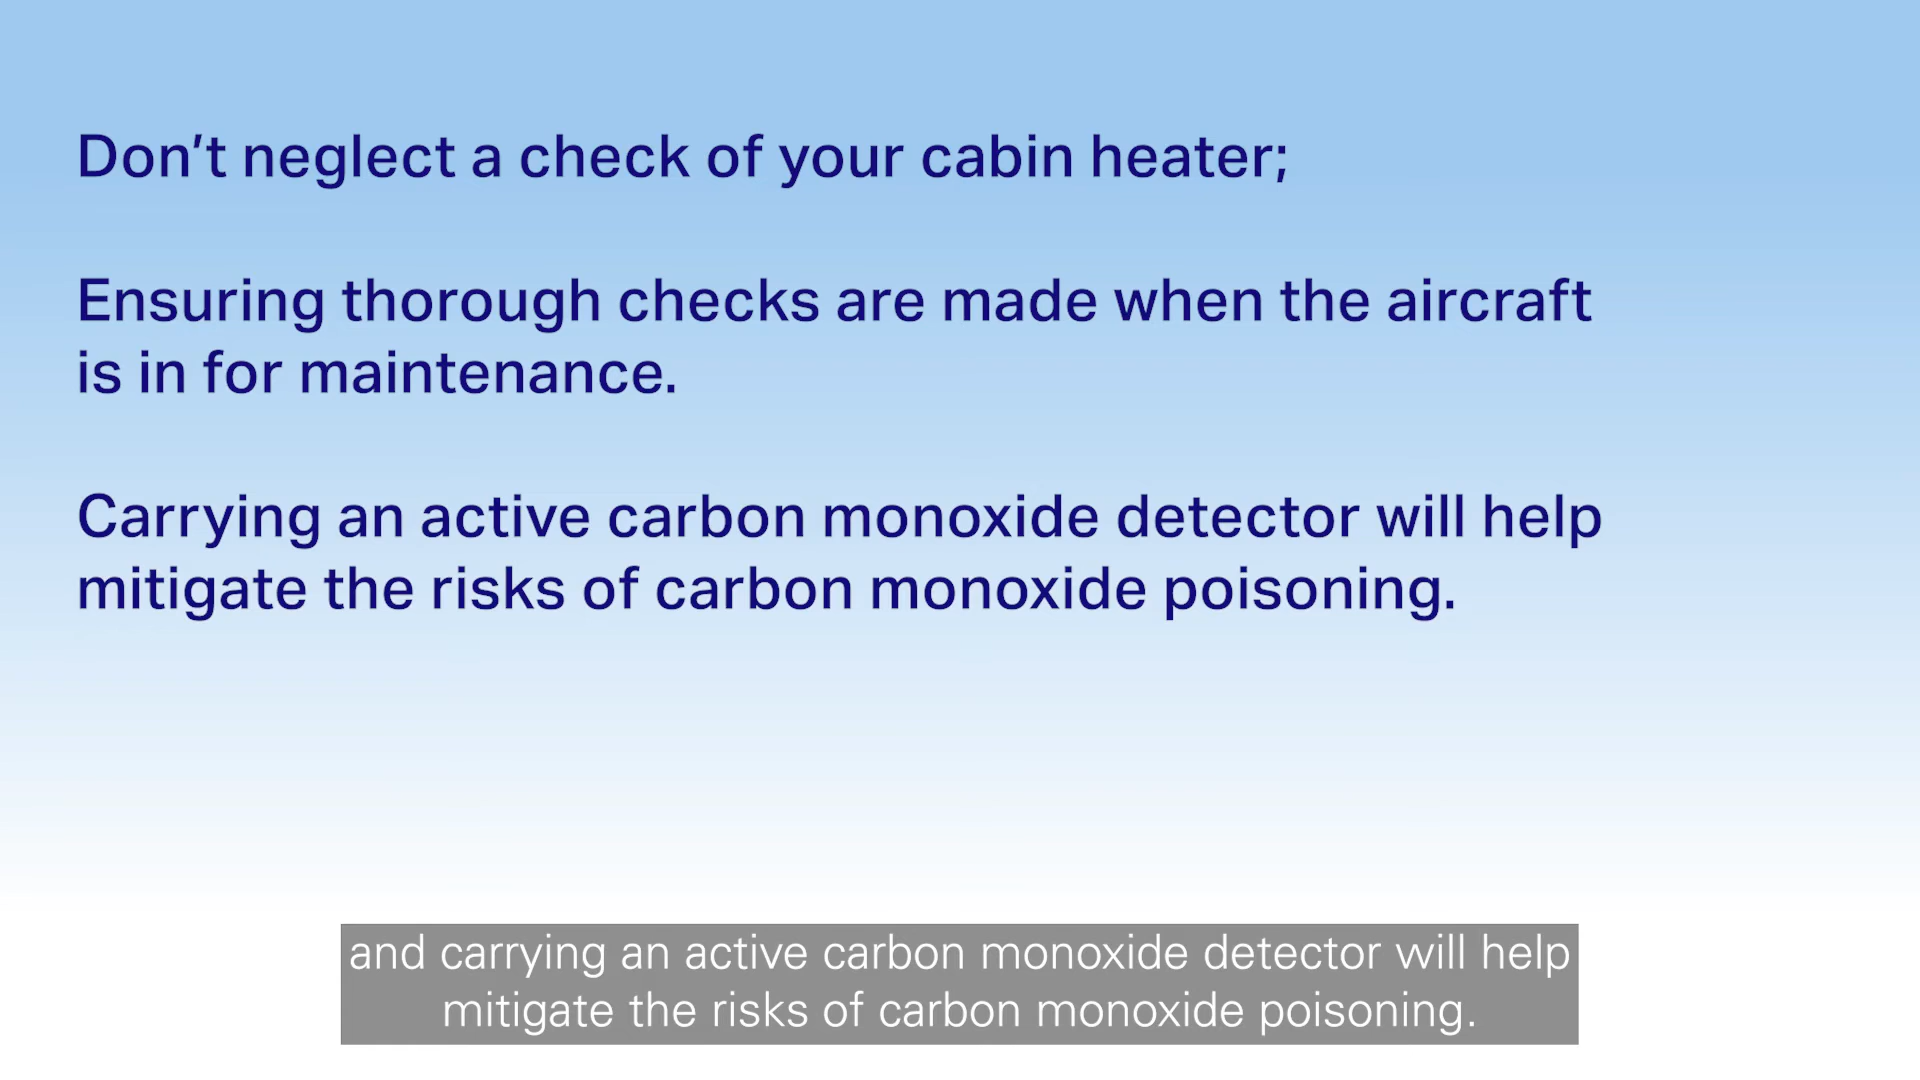 Don’t neglect a check of your cabin heater;
Ensuring thorough checks are made when the aircraft
is in for maintenance.
Carrying an active carbon monoxide detector will help
mitigate the risks of carbon monoxide poisoning.
and carrying an active carbon monoxide detector will help
mitigate the risks of carbon monoxide poisoning.